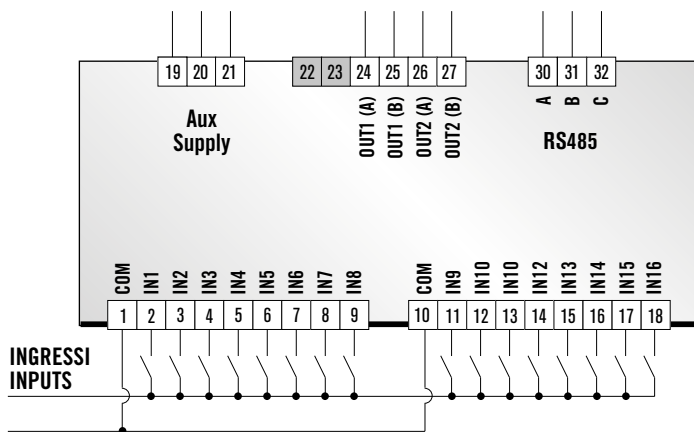 19 20 21 22 23 24 25 26 27 30 31 32
Aux
Supply
OUT1 (A) OUT1 (B) OUT2 (A) OUT2 (B)
A B C
RS485
COM IN1 IN2 IN3 IN4 IN5 IN6 IN7 IN8 COM IN9 IN10 IN10 IN12 IN13 IN14 IN15 IN16
1 2 3 4 5 6 7 8 9 10 11 12 13 14 15 16 17 18
INGRESSI
INPUTS